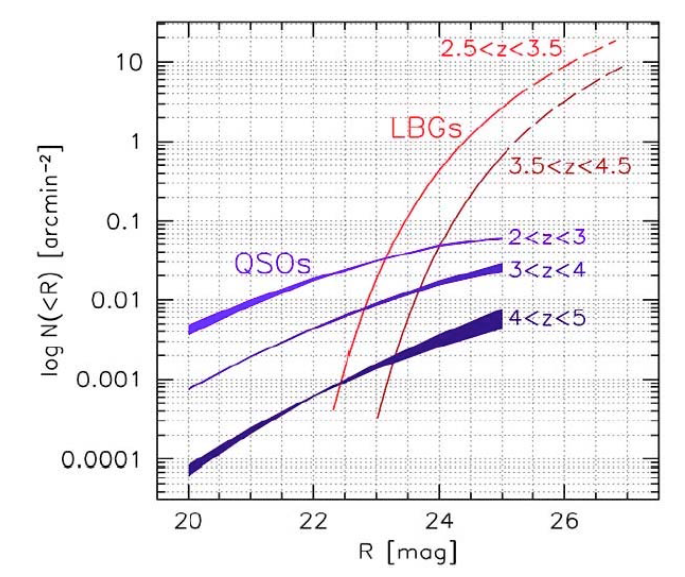 2.5<z<3.5
10
LBGs
1
3.5<z<4.5
0.1
2<z<3
QSOs
3<z<4
0.01
4<z<5
0.001
0.0001
log N(<R) [arcmin⁻²]
20 22 24 26
R [mag]